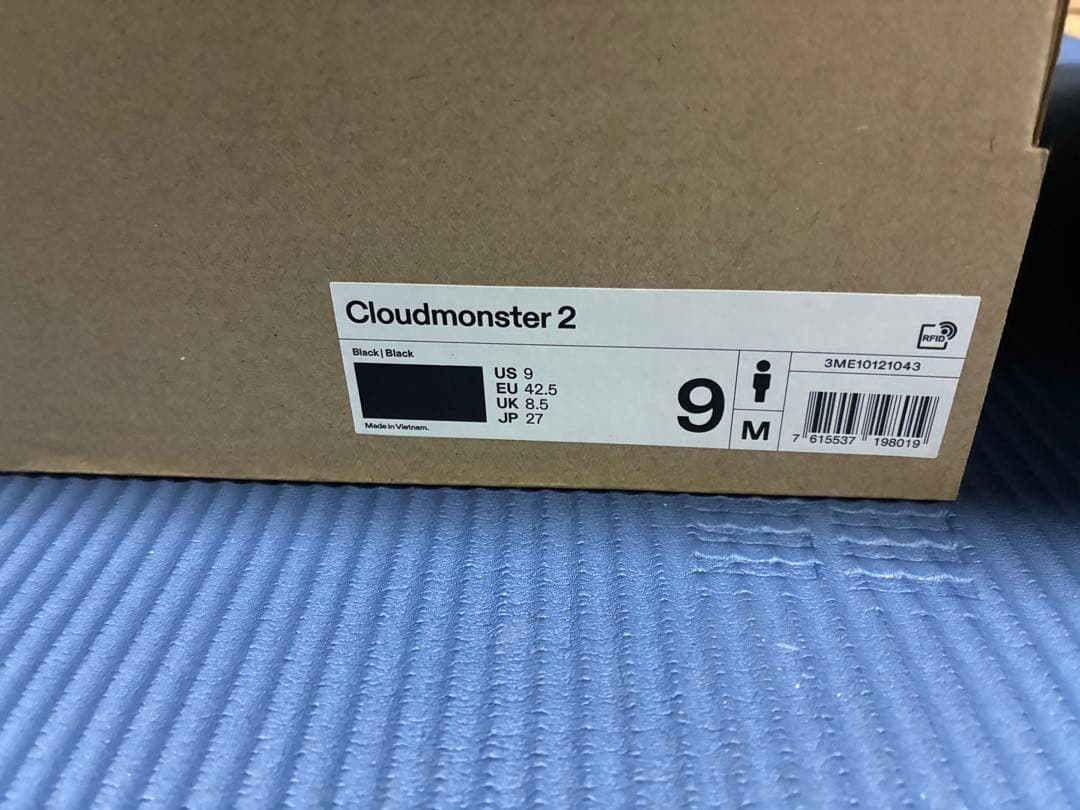 Cloudmonster 2
RFID
Black | Black
US 9
EU 42.5
UK 8.5
JP 27
Made in Vietnam.
9
M
3ME10121043
7 615537 198019